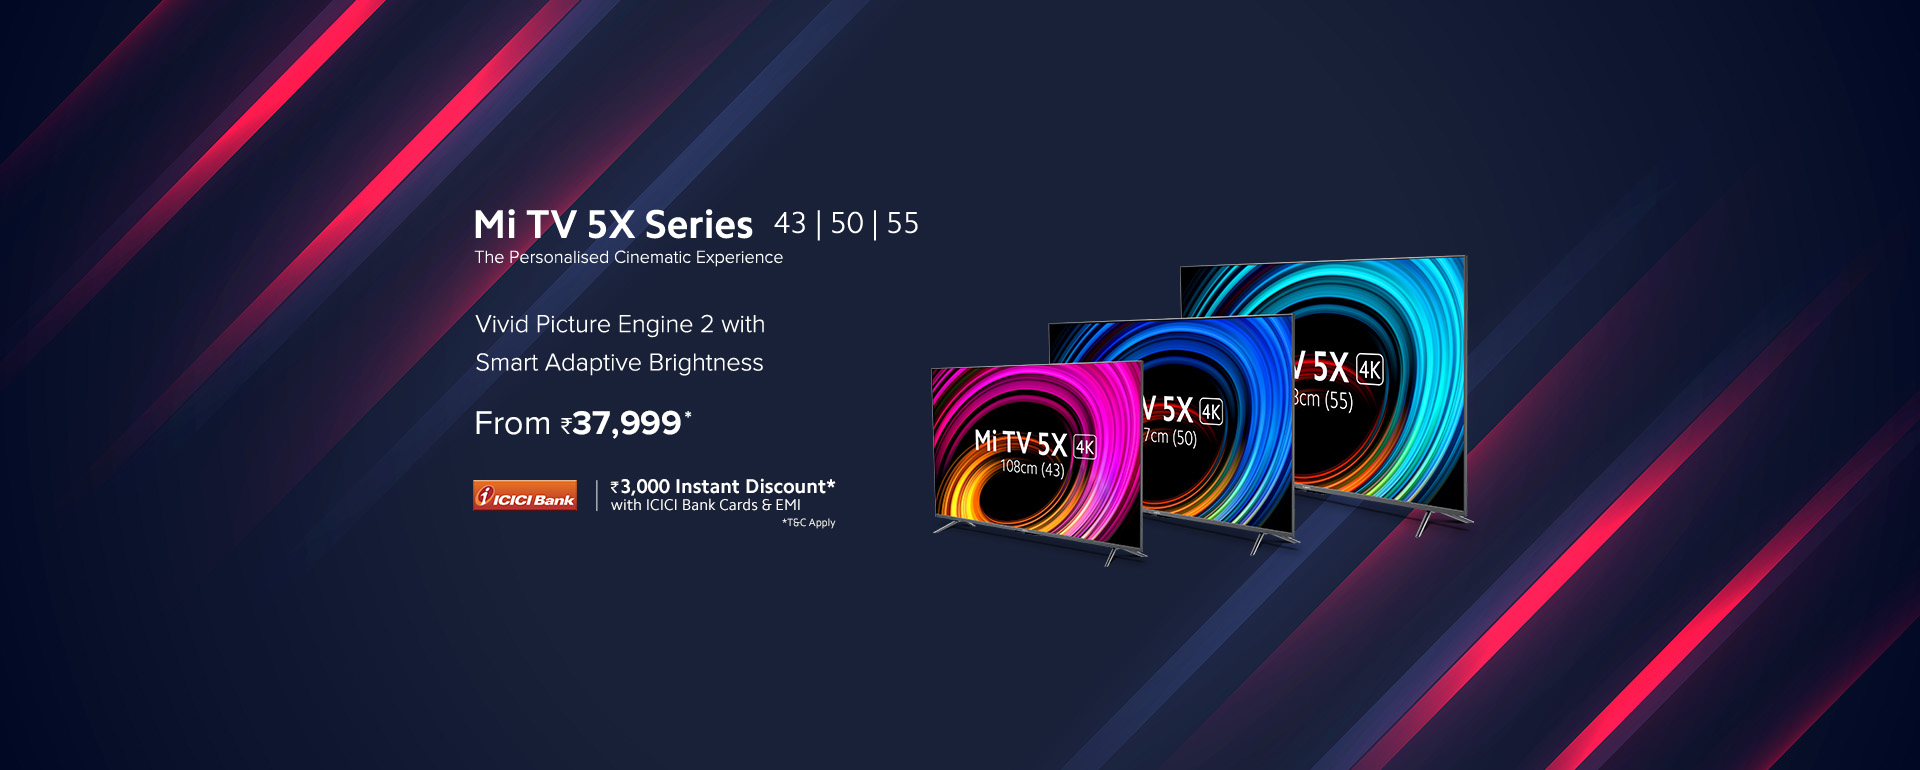 Mi TV 5X Series 43 | 50 | 55
The Personalised Cinematic Experience
Vivid Picture Engine 2 with
Smart Adaptive Brightness
From ₹37,999*
i ICICI Bank
₹3,000 Instant Discount*
with ICICI Bank Cards & EMI
*T&C Apply
Mi TV 5X 4K
108cm (43)
V 5X 4K
7cm (50)
V 5X 4K
8cm (55)